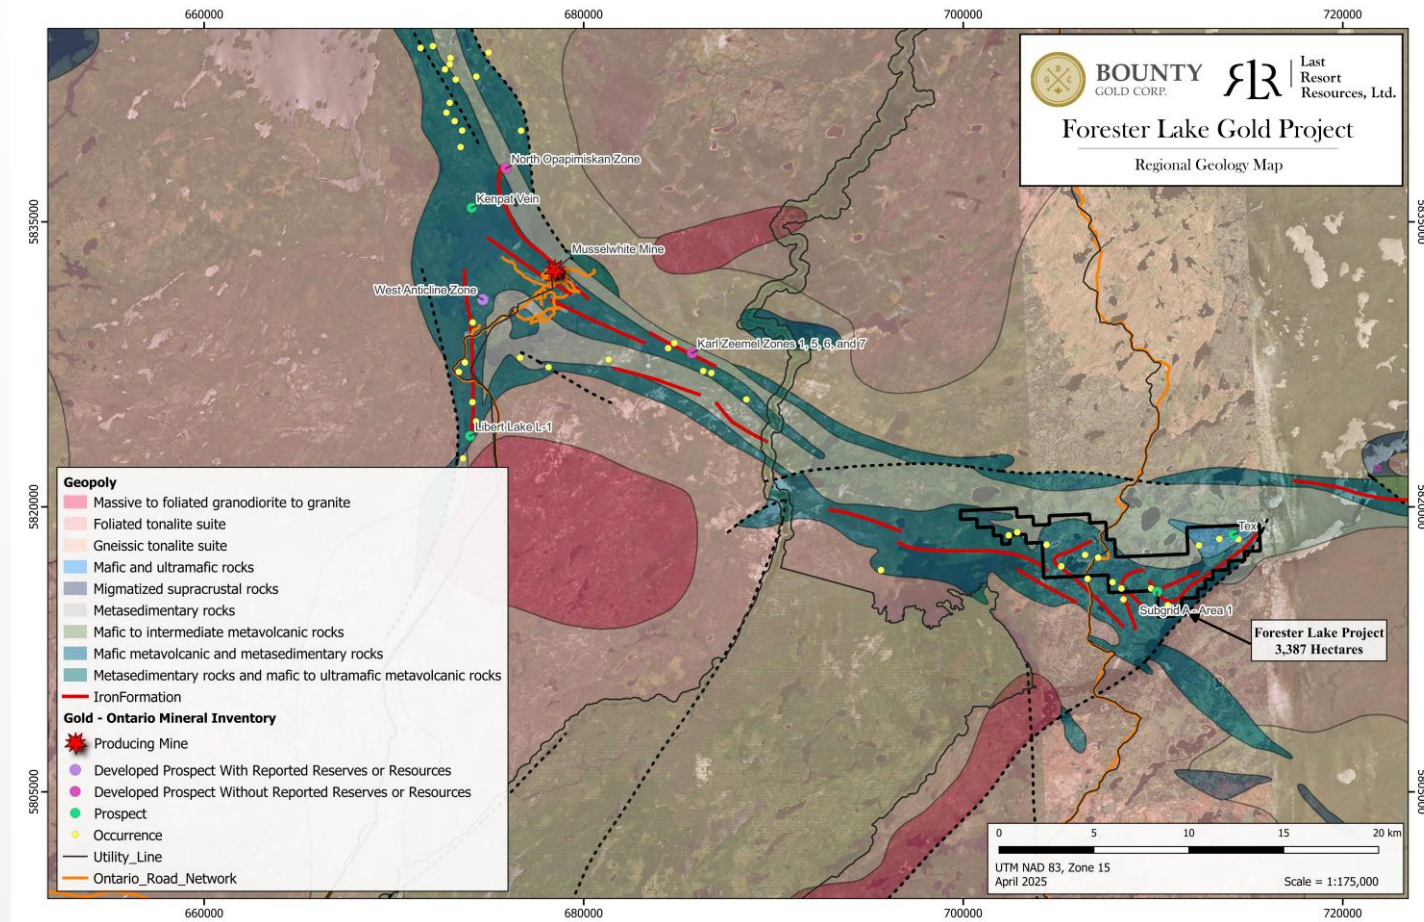 660000
680000
700000
720000
B
G C
C
BOUNTY
GOLD CORP.
RLR
Last
Resort
Resources, Ltd.
Forester Lake Gold Project
Regional Geology Map
North Opapimiskan Zone
Kenpat Vein
5835000
5835000
Musselwhite Mine
West Anticline Zone
Karl Zeemel Zones 1, 5, 6, and 7
Libert Lake L-1
5820000
5820000
Tex
Subgrid A - Area 1
Forester Lake Project
3,387 Hectares
Geopoly
Massive to foliated granodiorite to granite
Foliated tonalite suite
Gneissic tonalite suite
Mafic and ultramafic rocks
Migmatized supracrustal rocks
Metasedimentary rocks
Mafic to intermediate metavolcanic rocks
Mafic metavolcanic and metasedimentary rocks
Metasedimentary rocks and mafic to ultramafic metavolcanic rocks
IronFormation
Gold - Ontario Mineral Inventory
Producing Mine
Developed Prospect With Reported Reserves or Resources
Developed Prospect Without Reported Reserves or Resources
Prospect
Occurrence
Utility_Line
Ontario_Road_Network
5805000
5805000
0 5 10 15 20 km
UTM NAD 83, Zone 15
April 2025
Scale = 1:175,000
660000
680000
700000
720000